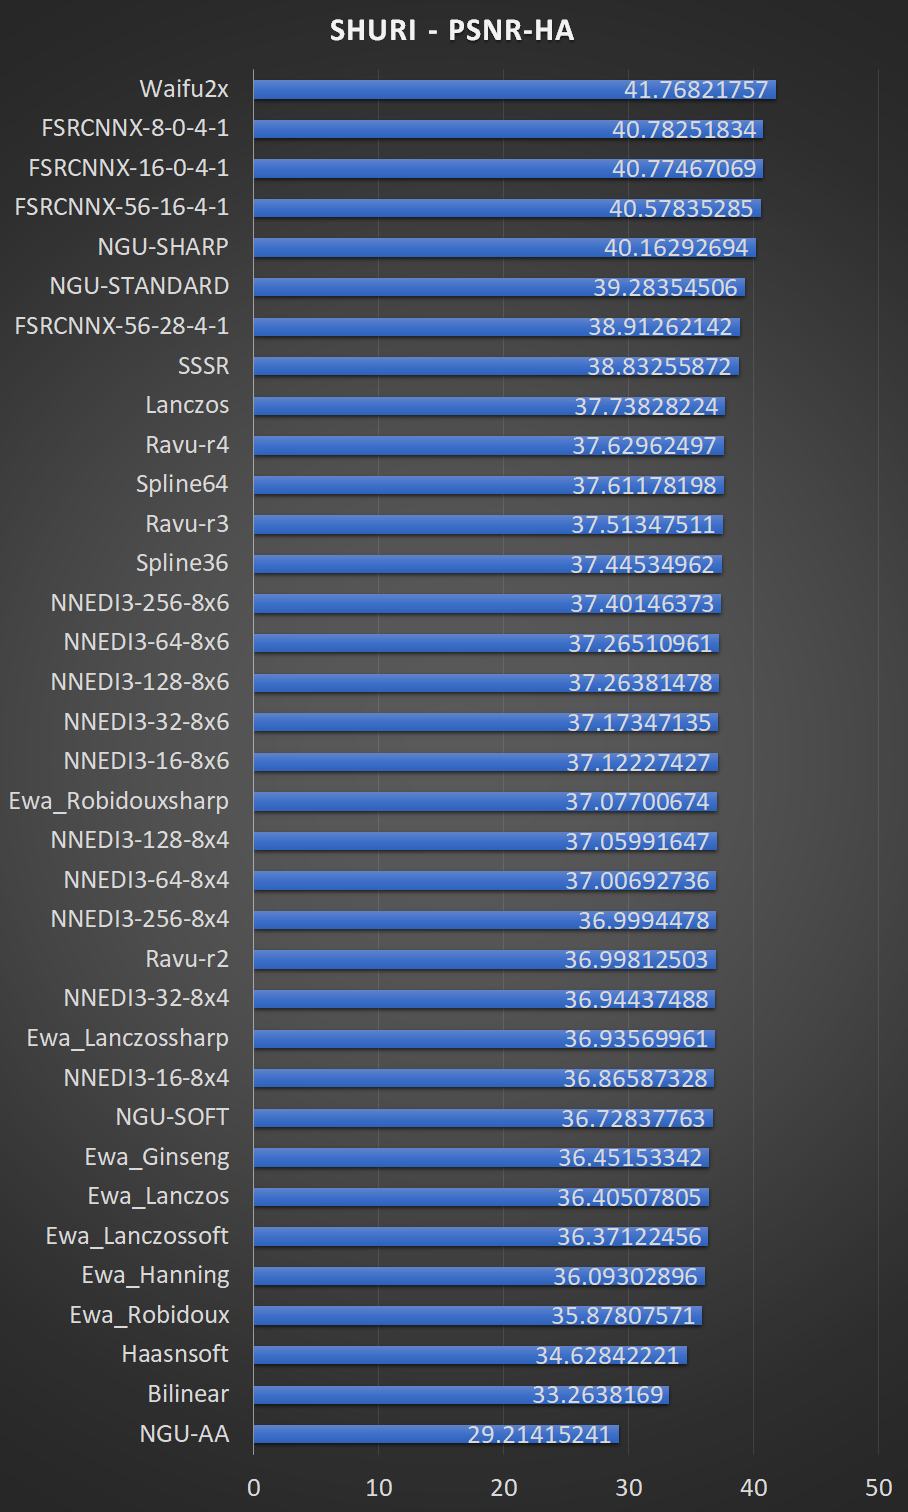 SHURI - PSNR-HA
Waifu2x 41.76821757
FSRCNNX-8-0-4-1 40.78251834
FSRCNNX-16-0-4-1 40.77467069
FSRCNNX-56-16-4-1 40.57835285
NGU-SHARP 40.16292694
NGU-STANDARD 39.28354506
FSRCNNX-56-28-4-1 38.91262142
SSSR 38.83255872
Lanczos 37.73828224
Ravu-r4 37.62962497
Spline64 37.61178198
Ravu-r3 37.51347511
Spline36 37.44534962
NNEDI3-256-8x6 37.40146373
NNEDI3-64-8x6 37.26510961
NNEDI3-128-8x6 37.26381478
NNEDI3-32-8x6 37.17347135
NNEDI3-16-8x6 37.12227427
Ewa_Robidouxsharp 37.07700674
NNEDI3-128-8x4 37.05991647
NNEDI3-64-8x4 37.00692736
NNEDI3-256-8x4 36.9994478
Ravu-r2 36.99812503
NNEDI3-32-8x4 36.94437488
Ewa_Lanczossharp 36.93569961
NNEDI3-16-8x4 36.86587328
NGU-SOFT 36.72837763
Ewa_Ginseng 36.45153342
Ewa_Lanczos 36.40507805
Ewa_Lanczossoft 36.37122456
Ewa_Hanning 36.09302896
Ewa_Robidoux 35.87807571
Haasnsoft 34.62842221
Bilinear 33.2638169
NGU-AA 29.21415241
0 10 20 30 40 50